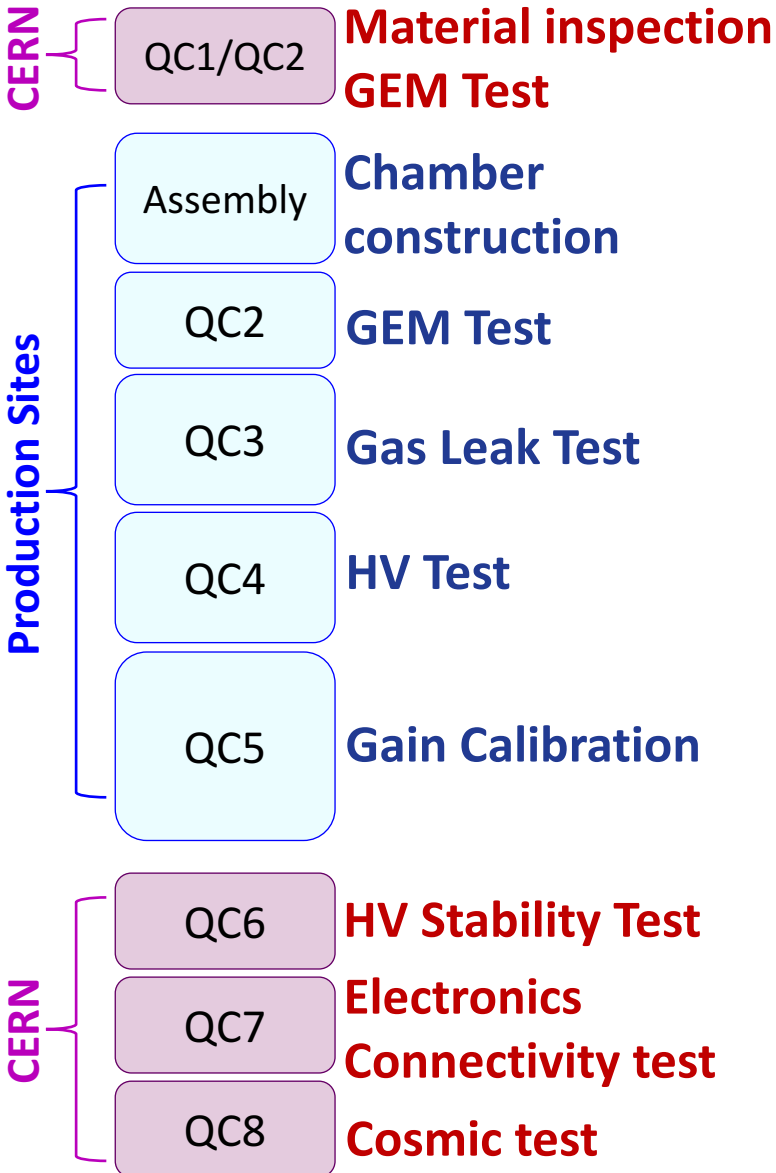 CERN
QC1/QC2
Material inspection
GEM Test
Production Sites
Assembly
Chamber
construction
QC2
GEM Test
QC3
Gas Leak Test
QC4
HV Test
QC5
Gain Calibration
CERN
QC6
HV Stability Test
QC7
Electronics
Connectivity test
QC8
Cosmic test